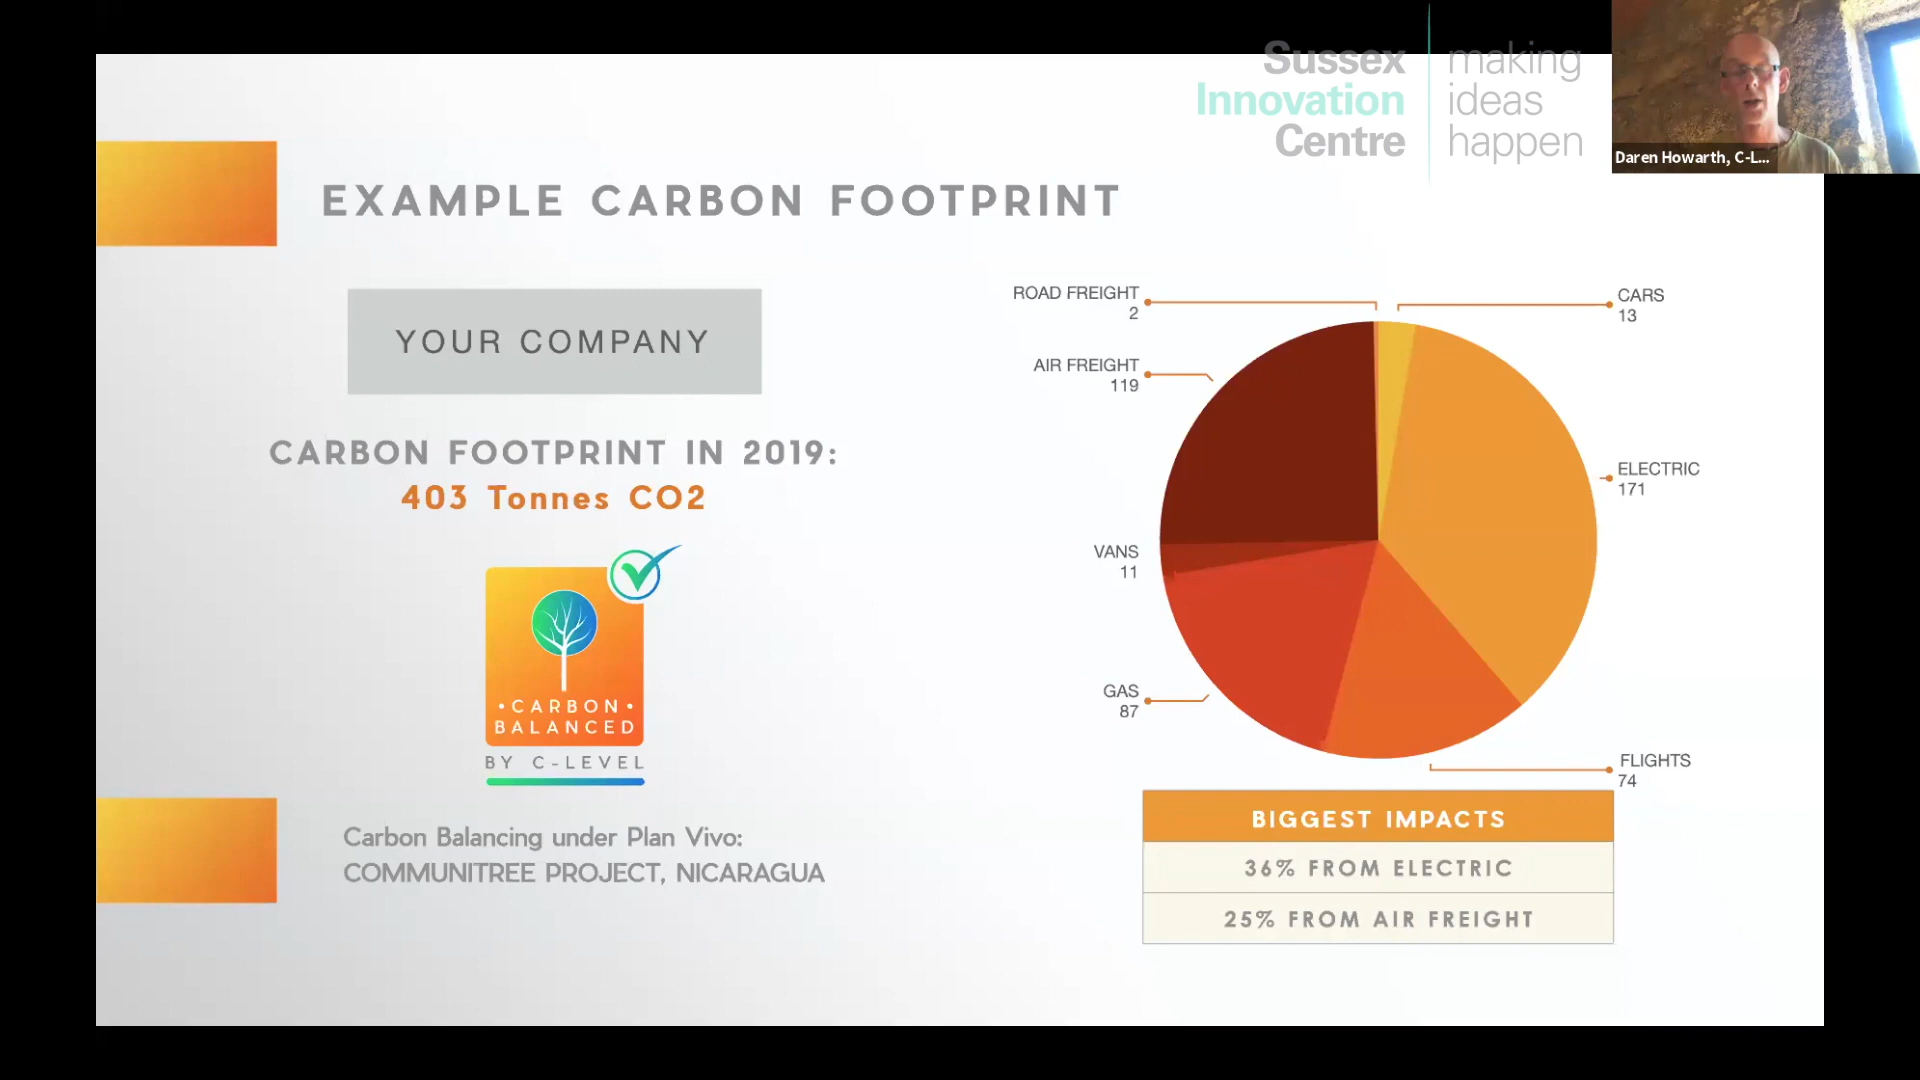 Sussex
Innovation
Centre
making
ideas
happen
Daren Howarth, C-L...
EXAMPLE CARBON FOOTPRINT
YOUR COMPANY
CARBON FOOTPRINT IN 2019:
403 Tonnes CO2
• CARBON •
BALANCED
BY C-LEVEL
Carbon Balancing under Plan Vivo:
COMMUNITREE PROJECT, NICARAGUA
ROAD FREIGHT
2
CARS
13
AIR FREIGHT
119
ELECTRIC
171
VANS
11
GAS
87
FLIGHTS
74
BIGGEST IMPACTS
36% FROM ELECTRIC
25% FROM AIR FREIGHT